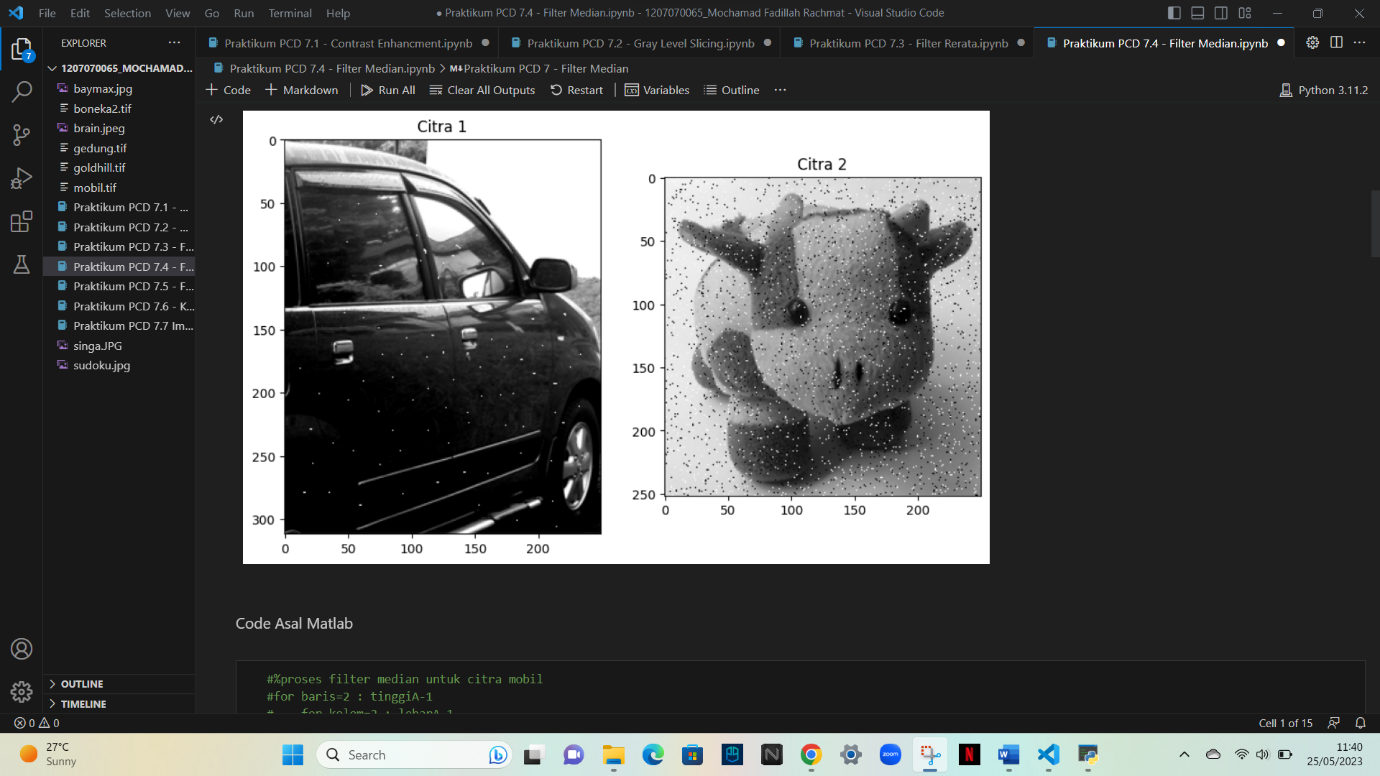 File Edit Selection View Go Run Terminal Help
● Praktikum PCD 7.4 - Filter Median.ipynb - 1207070065_Mochamad Fadillah Rachmat - Visual Studio Code
EXPLORER
Praktikum PCD 7.1 - Contrast Enhancment.ipynb
Praktikum PCD 7.2 - Gray Level Slicing.ipynb
Praktikum PCD 7.3 - Filter Rerata.ipynb
Praktikum PCD 7.4 - Filter Median.ipynb
7
1207070065_MOCHAMAD...
baymax.jpg
boneka2.tif
brain.jpeg
gedung.tif
goldhill.tif
mobil.tif
Praktikum PCD 7.1 - ...
Praktikum PCD 7.2 - ...
Praktikum PCD 7.3 - F...
Praktikum PCD 7.4 - F...
Praktikum PCD 7.5 - F...
Praktikum PCD 7.6 - K...
Praktikum PCD 7.7 Im...
singa.JPG
sudoku.jpg
OUTLINE
TIMELINE
Praktikum PCD 7.4 - Filter Median.ipynb > M↓Praktikum PCD 7 - Filter Median
+ Code + Markdown Run All Clear All Outputs Restart Variables Outline ...
Python 3.11.2
Citra 1
0
50
100
150
200
250
300
0 50 100 150 200
Citra 2
0
50
100
150
200
250
0 50 100 150 200
Code Asal Matlab
#%proses filter median untuk citra mobil
#for baris=2 : tinggiA-1
#    for kolom=2 : lebarA-1
0 0
Cell 1 of 15
27°C
Sunny
Search
zoom
11:40
25/05/2023